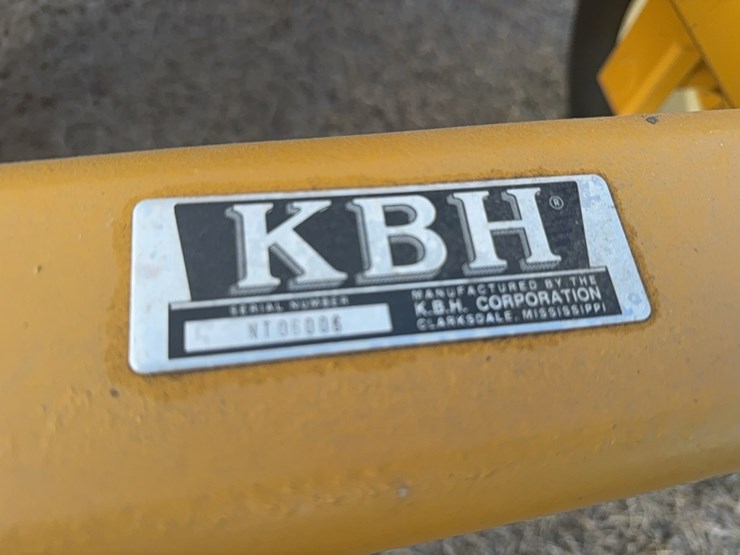 KBH®
SERIAL NUMBER
NT06006
MANUFACTURED BY THE
K.B.H. CORPORATION
CLARKSDALE, MISSISSIPPI